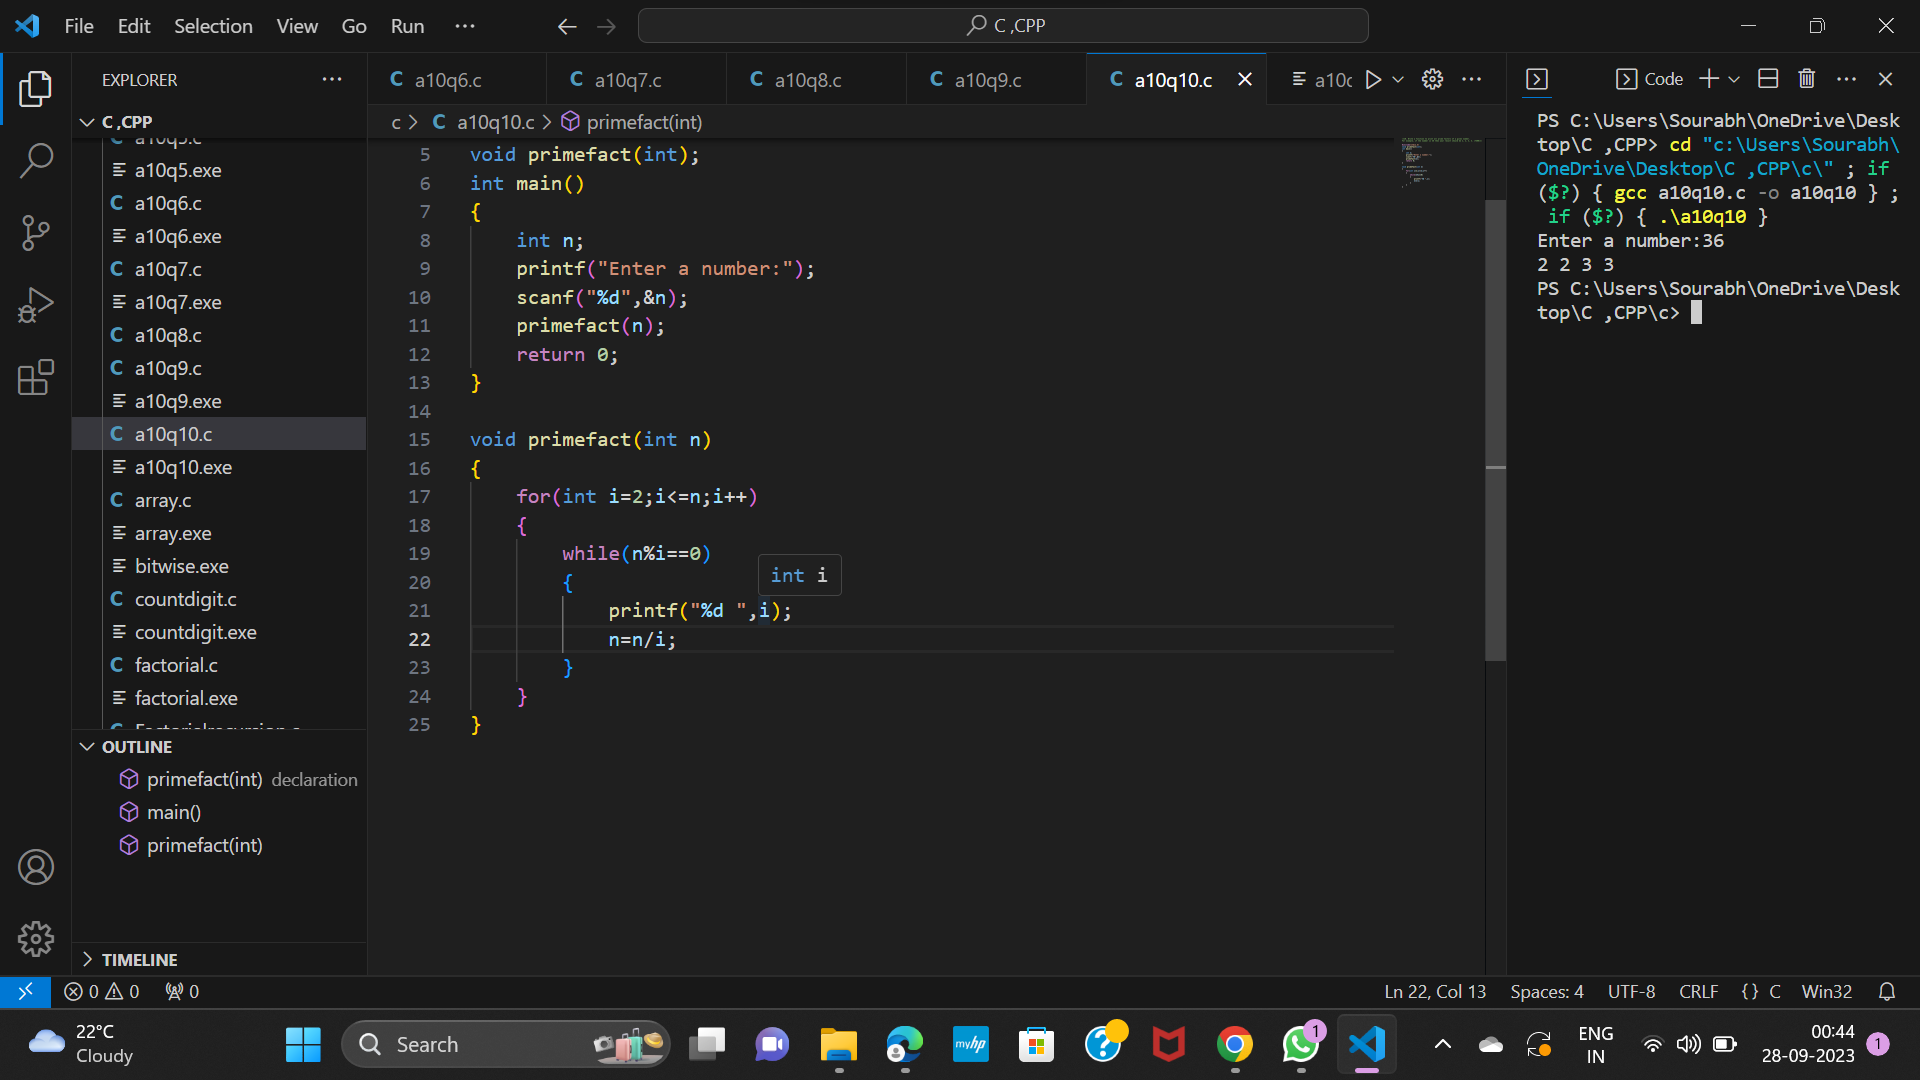 File Edit Selection View Go Run ···
C ,CPP
EXPLORER ···
C ,CPP
a10q5.c
a10q5.exe
a10q6.c
a10q6.exe
a10q7.c
a10q7.exe
a10q8.c
a10q9.c
a10q9.exe
a10q10.c
a10q10.exe
array.c
array.exe
bitwise.exe
countdigit.c
countdigit.exe
factorial.c
factorial.exe
OUTLINE
primefact(int) declaration
main()
primefact(int)
TIMELINE
C a10q6.c C a10q7.c C a10q8.c C a10q9.c C a10q10.c a10c
c > C a10q10.c > primefact(int)
5 void primefact(int);
6 int main()
7 {
8 int n;
9 printf("Enter a number:");
10 scanf("%d",&n);
11 primefact(n);
12 return 0;
13 }
14
15 void primefact(int n)
16 {
17 for(int i=2;i<=n;i++)
18 {
19 while(n%i==0)
int i
20 {
21 printf("%d ",i);
22 n=n/i;
23 }
24 }
25 }
Code
PS C:\Users\Sourabh\OneDrive\Desk
top\C ,CPP> cd "c:\Users\Sourabh\
OneDrive\Desktop\C ,CPP\c\" ; if
($?) { gcc a10q10.c -o a10q10 } ;
if ($?) { .\a10q10 }
Enter a number:36
2 2 3 3
PS C:\Users\Sourabh\OneDrive\Desk
top\C ,CPP\c>
0 0 0
Ln 22, Col 13 Spaces: 4 UTF-8 CRLF {} C Win32
22°C
Cloudy
Search
myhp
1
ENG
IN
00:44
28-09-2023
1